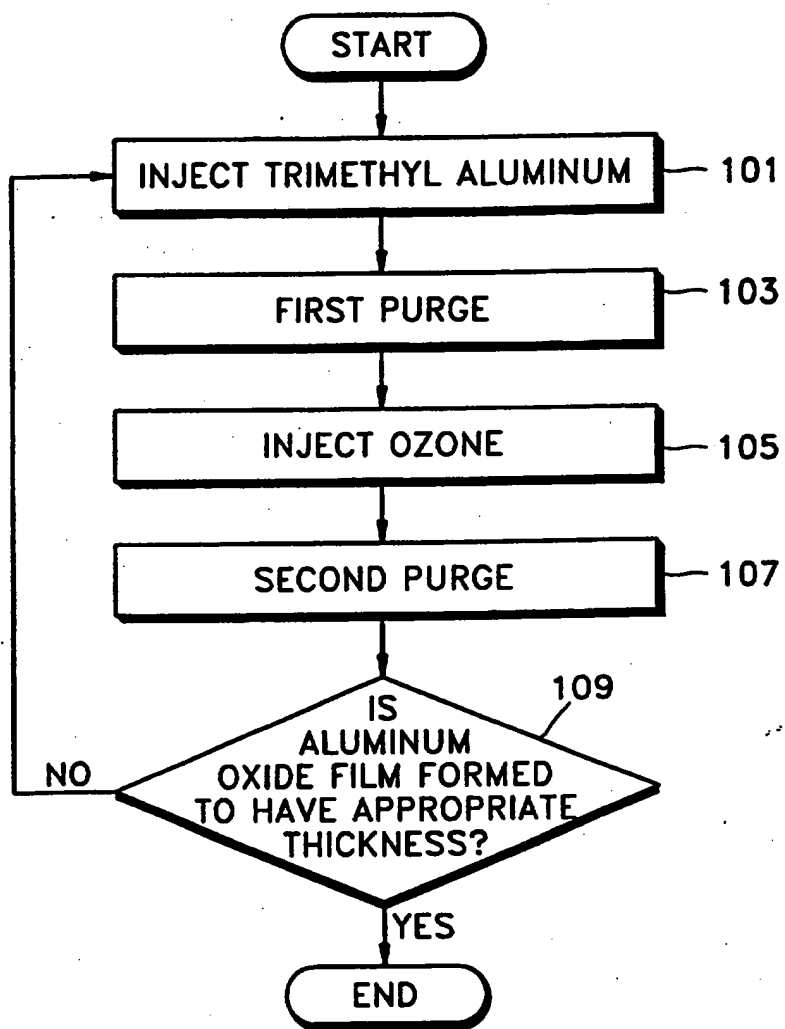 START
INJECT TRIMETHYL ALUMINUM
101
FIRST PURGE
103
INJECT OZONE
105
SECOND PURGE
107
109
IS
ALUMINUM
OXIDE FILM FORMED
TO HAVE APPROPRIATE
THICKNESS?
NO
YES
END